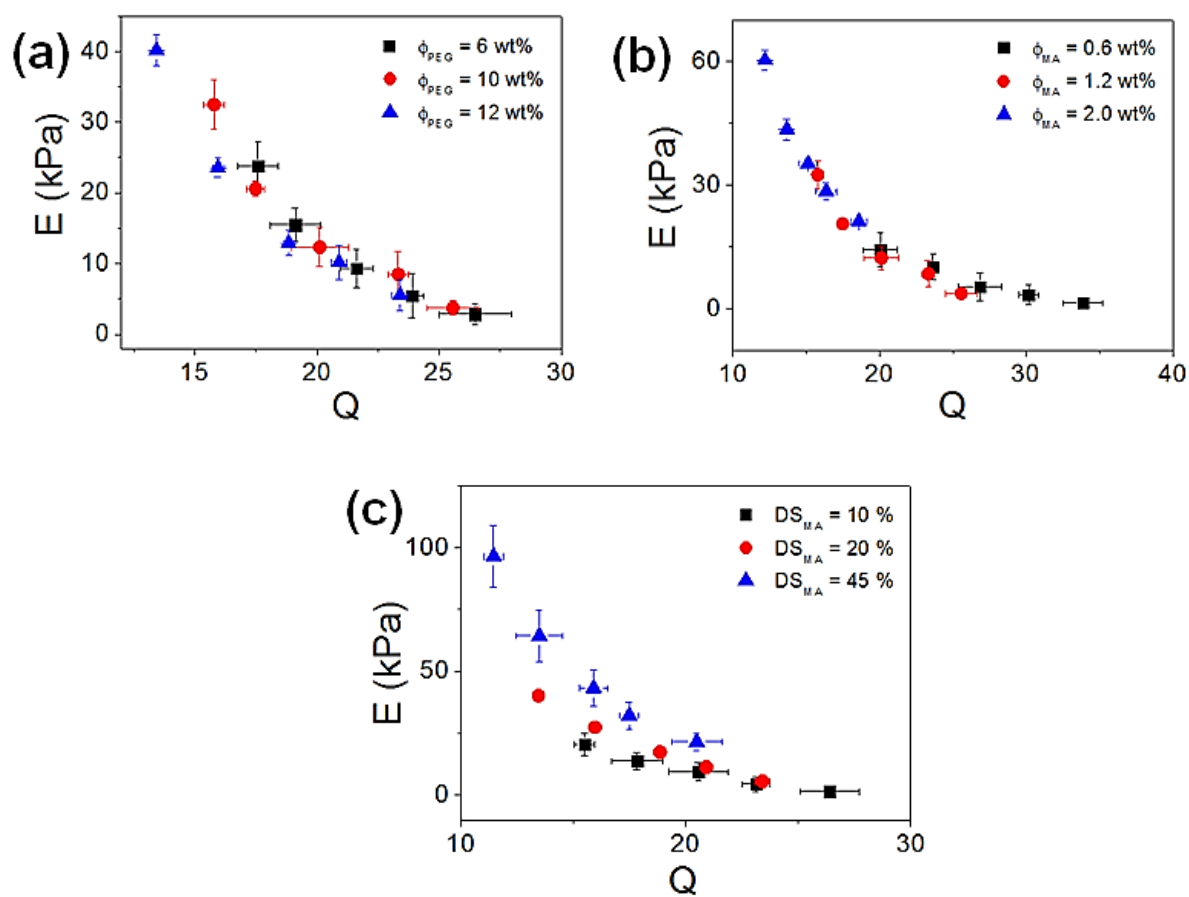 (a)
E (kPa)
40
30
20
10
0
ϕPEG = 6 wt%
ϕPEG = 10 wt%
ϕPEG = 12 wt%
15 20 25 30
Q
(b)
E (kPa)
60
30
0
ϕMA = 0.6 wt%
ϕMA = 1.2 wt%
ϕMA = 2.0 wt%
10 20 30 40
Q
(c)
E (kPa)
100
50
0
DSMA = 10 %
DSMA = 20 %
DSMA = 45 %
10 20 30
Q